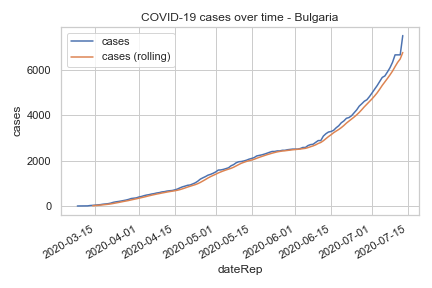 COVID-19 cases over time - Bulgaria
cases
cases (rolling)
6000
4000
2000
0
cases
2020-03-15
2020-04-01
2020-04-15
2020-05-01
2020-05-15
2020-06-01
2020-06-15
2020-07-01
2020-07-15
dateRep